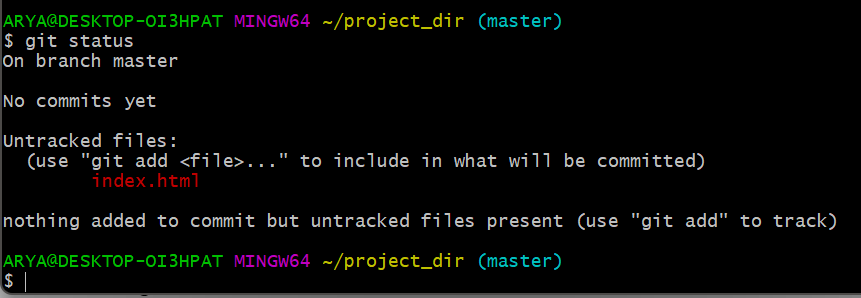 ARYA@DESKTOP-OI3HPAT MINGW64 ~/project_dir (master)
$ git status
On branch master
No commits yet
Untracked files:
(use "git add <file>..." to include in what will be committed)
index.html
nothing added to commit but untracked files present (use "git add" to track)
ARYA@DESKTOP-OI3HPAT MINGW64 ~/project_dir (master)
$